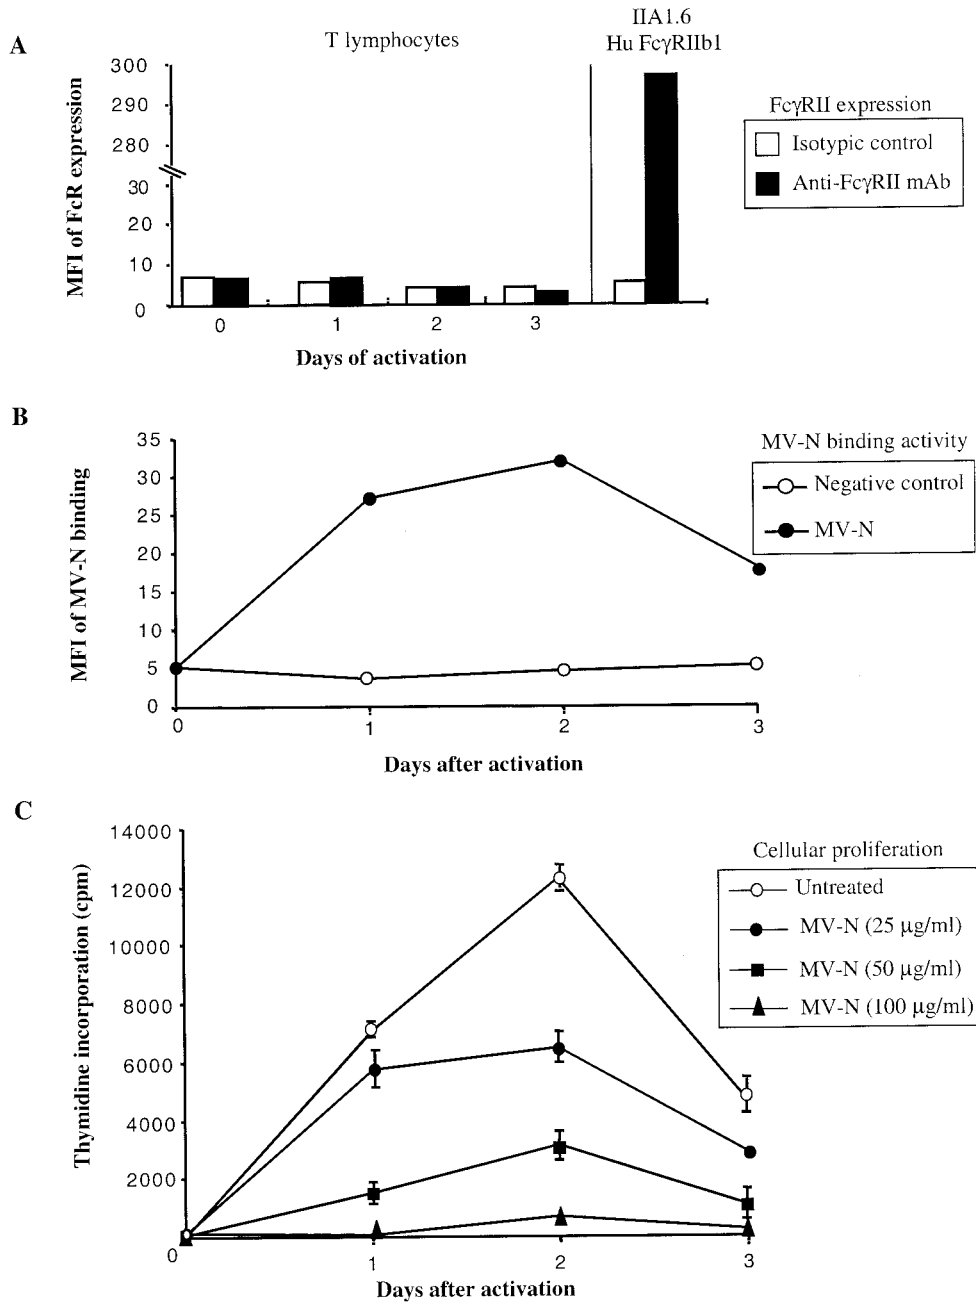 A
T lymphocytes
IIA1.6
Hu FcγRIIb1
MFI of FcR expression
300
290
280
30
20
10
0
0
1
2
3
Days of activation
FcγRII expression
Isotypic control
Anti-FcγRII mAb
B
MFI of MV-N binding
35
30
25
20
15
10
5
0
0
1
2
3
Days after activation
MV-N binding activity
Negative control
MV-N
C
Thymidine incorporation (cpm)
14000
12000
10000
8000
6000
4000
2000
0
1
2
3
Days after activation
Cellular proliferation
Untreated
MV-N (25 µg/ml)
MV-N (50 µg/ml)
MV-N (100 µg/ml)